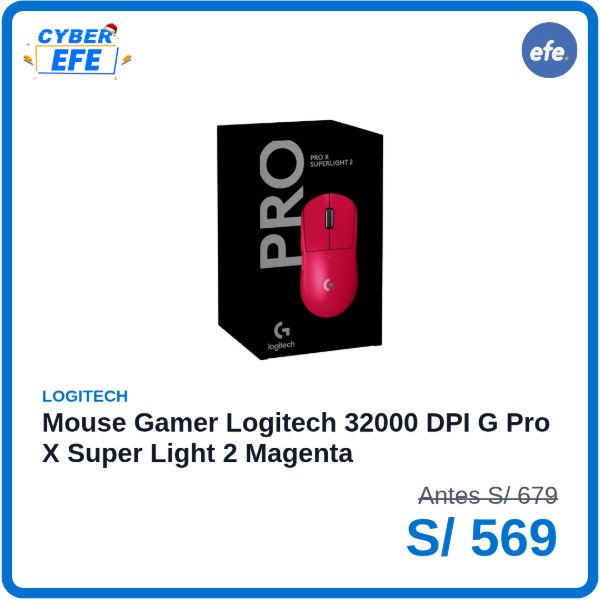 CYBER
EFE
efe.
PRO
PRO X
SUPERLIGHT 2
G
G
logitech
LOGITECH
Mouse Gamer Logitech 32000 DPI G Pro
X Super Light 2 Magenta
Antes S/ 679
S/ 569